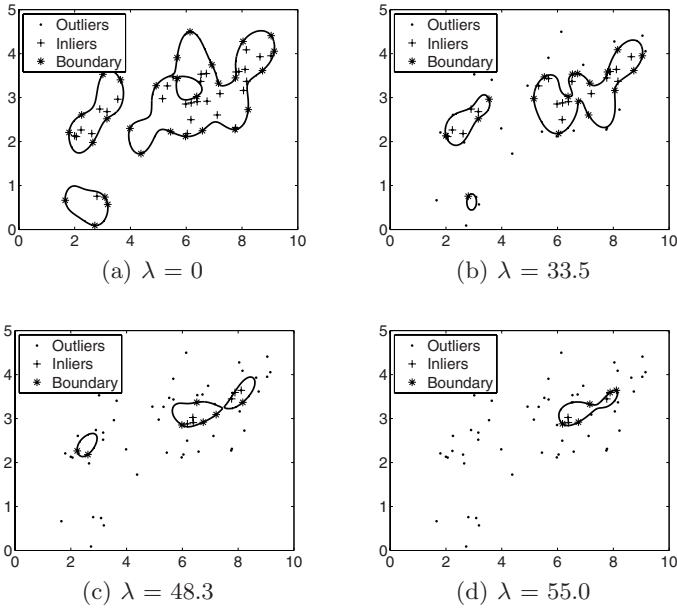 5
4
3
2
1
0
Outliers
Inliers
Boundary
0 2 4 6 8 10
(a) λ = 0
5
4
3
2
1
0
Outliers
Inliers
Boundary
0 2 4 6 8 10
(b) λ = 33.5
5
4
3
2
1
0
Outliers
Inliers
Boundary
0 2 4 6 8 10
(c) λ = 48.3
5
4
3
2
1
0
Outliers
Inliers
Boundary
0 2 4 6 8 10
(d) λ = 55.0